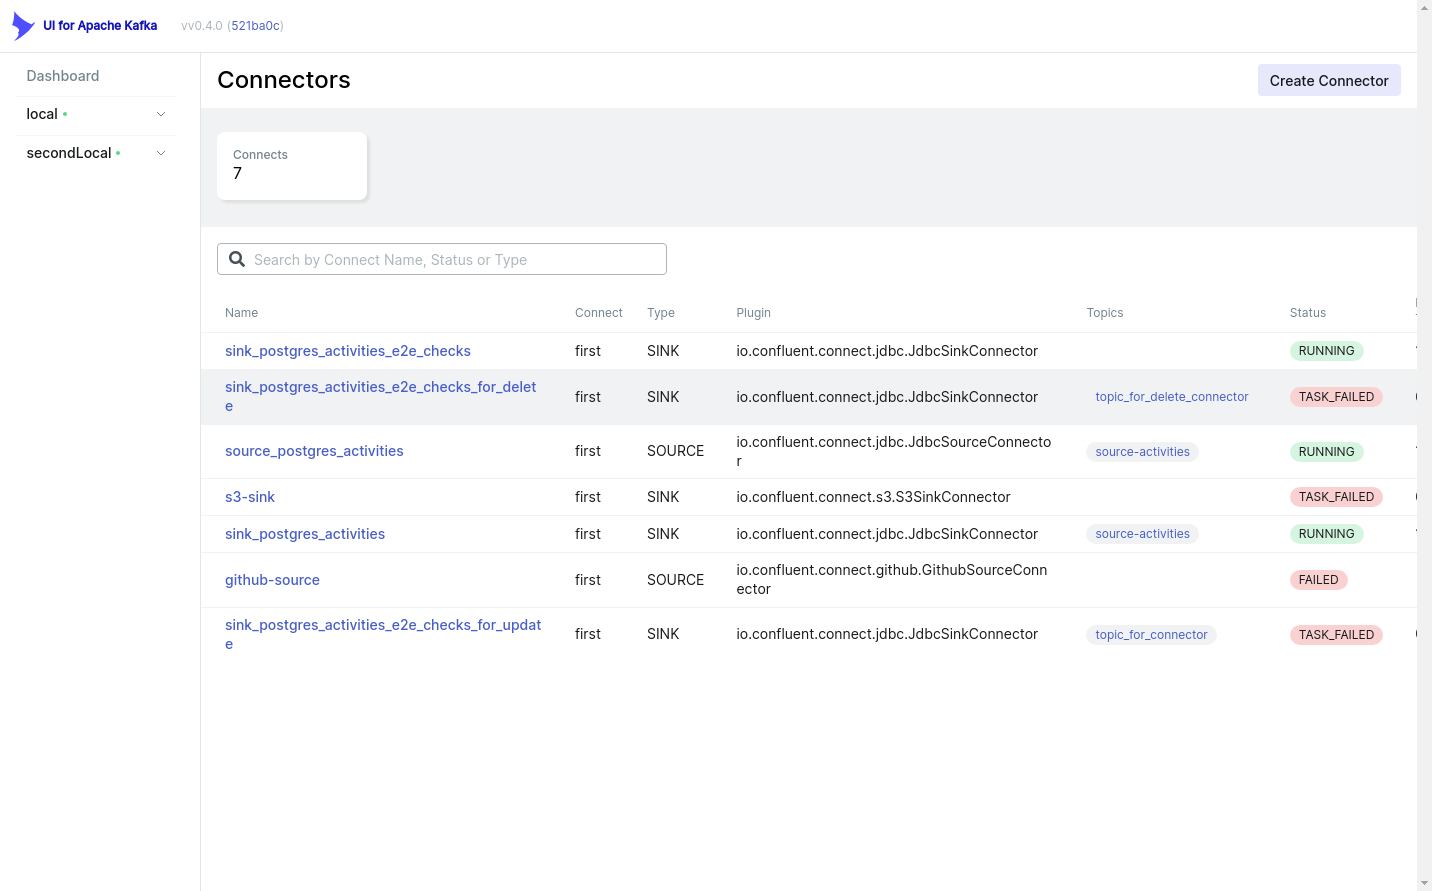 UI for Apache Kafka vv0.4.0 (521ba0c)
Dashboard
local
secondLocal
Connectors
Create Connector
Connects
7
Search by Connect Name, Status or Type
Name Connect Type Plugin Topics Status
sink_postgres_activities_e2e_checks first SINK io.confluent.connect.jdbc.JdbcSinkConnector RUNNING
sink_postgres_activities_e2e_checks_for_delet
e first SINK io.confluent.connect.jdbc.JdbcSinkConnector topic_for_delete_connector TASK_FAILED
source_postgres_activities first SOURCE io.confluent.connect.jdbc.JdbcSourceConnecto
r source-activities RUNNING
s3-sink first SINK io.confluent.connect.s3.S3SinkConnector TASK_FAILED
sink_postgres_activities first SINK io.confluent.connect.jdbc.JdbcSinkConnector source-activities RUNNING
github-source first SOURCE io.confluent.connect.github.GithubSourceConn
ector FAILED
sink_postgres_activities_e2e_checks_for_updat
e first SINK io.confluent.connect.jdbc.JdbcSinkConnector topic_for_connector TASK_FAILED